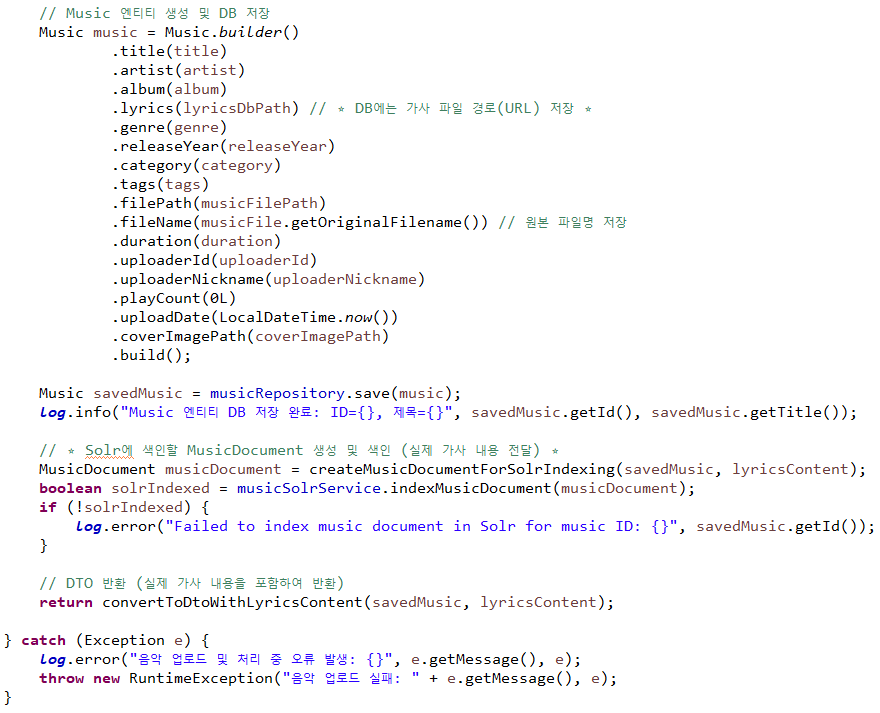 // Music 엔티티 생성 및 DB 저장
Music music = Music.builder()
.title(title)
.artist(artist)
.album(album)
.lyrics(lyricsDbPath) // ★ DB에는 가사 파일 경로(URL) 저장 ★
.genre(genre)
.releaseYear(releaseYear)
.category(category)
.tags(tags)
.filePath(musicFilePath)
.fileName(musicFile.getOriginalFilename()) // 원본 파일명 저장
.duration(duration)
.uploaderId(uploaderId)
.uploaderNickname(uploaderNickname)
.playCount(0L)
.uploadDate(LocalDateTime.now())
.coverImagePath(coverImagePath)
.build();
Music savedMusic = musicRepository.save(music);
log.info("Music 엔티티 DB 저장 완료: ID={}, 제목={}", savedMusic.getId(), savedMusic.getTitle());
// ★ Solr에 색인할 MusicDocument 생성 및 색인 (실제 가사 내용 전달) ★
MusicDocument musicDocument = createMusicDocumentForSolrIndexing(savedMusic, lyricsContent);
boolean solrIndexed = musicSolrService.indexMusicDocument(musicDocument);
if (!solrIndexed) {
log.error("Failed to index music document in Solr for music ID: {}", savedMusic.getId());
}
// DTO 반환 (실제 가사 내용을 포함하여 반환)
return convertToDtoWithLyricsContent(savedMusic, lyricsContent);
} catch (Exception e) {
log.error("음악 업로드 및 처리 중 오류 발생: {}", e.getMessage(), e);
throw new RuntimeException("음악 업로드 실패: " + e.getMessage(), e);
}